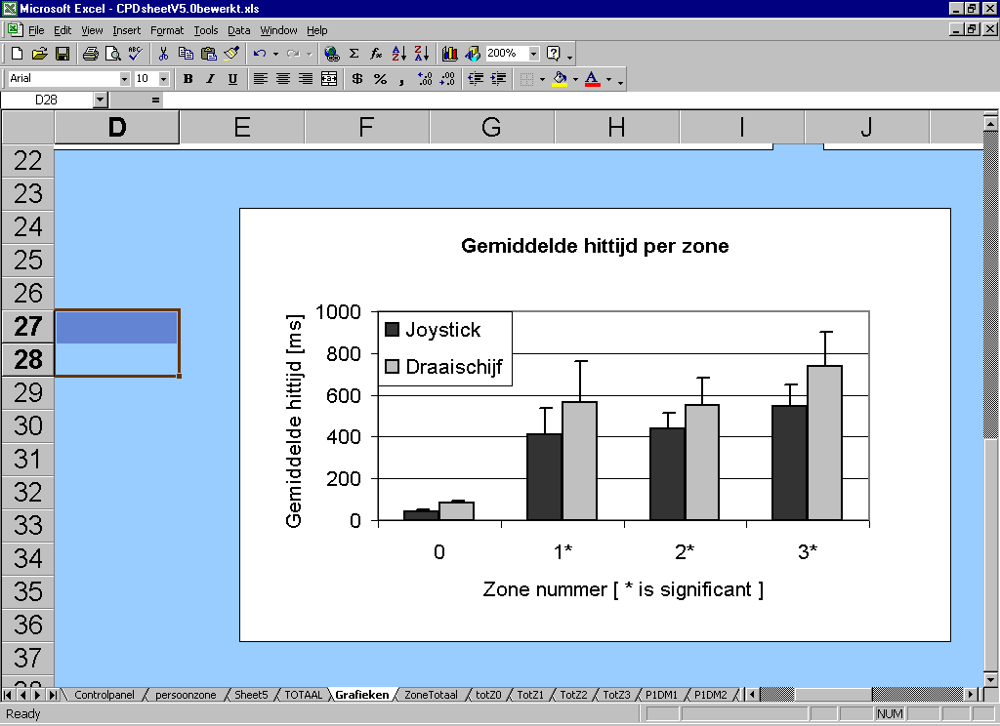 Microsoft Excel - CPDsheetV5.0bewerkt.xls
File Edit View Insert Format Tools Data Window Help
200%
Arial 10 B I U $ % ,
D28 =
D E F G H I J
22
23
24
25
26
27
28
29
30
31
32
33
34
35
36
37
Gemiddelde hittijd per zone
Gemiddelde hittijd [ms]
1000
800
600
400
200
0
Joystick
Draaischijf
0 1* 2* 3*
Zone nummer [ * is significant ]
Controlpanel persoonzone Sheet5 TOTAAL Grafieken ZoneTotaal totZ0 TotZ1 TotZ2 TotZ3 P1DM1 P1DM2
Ready NUM